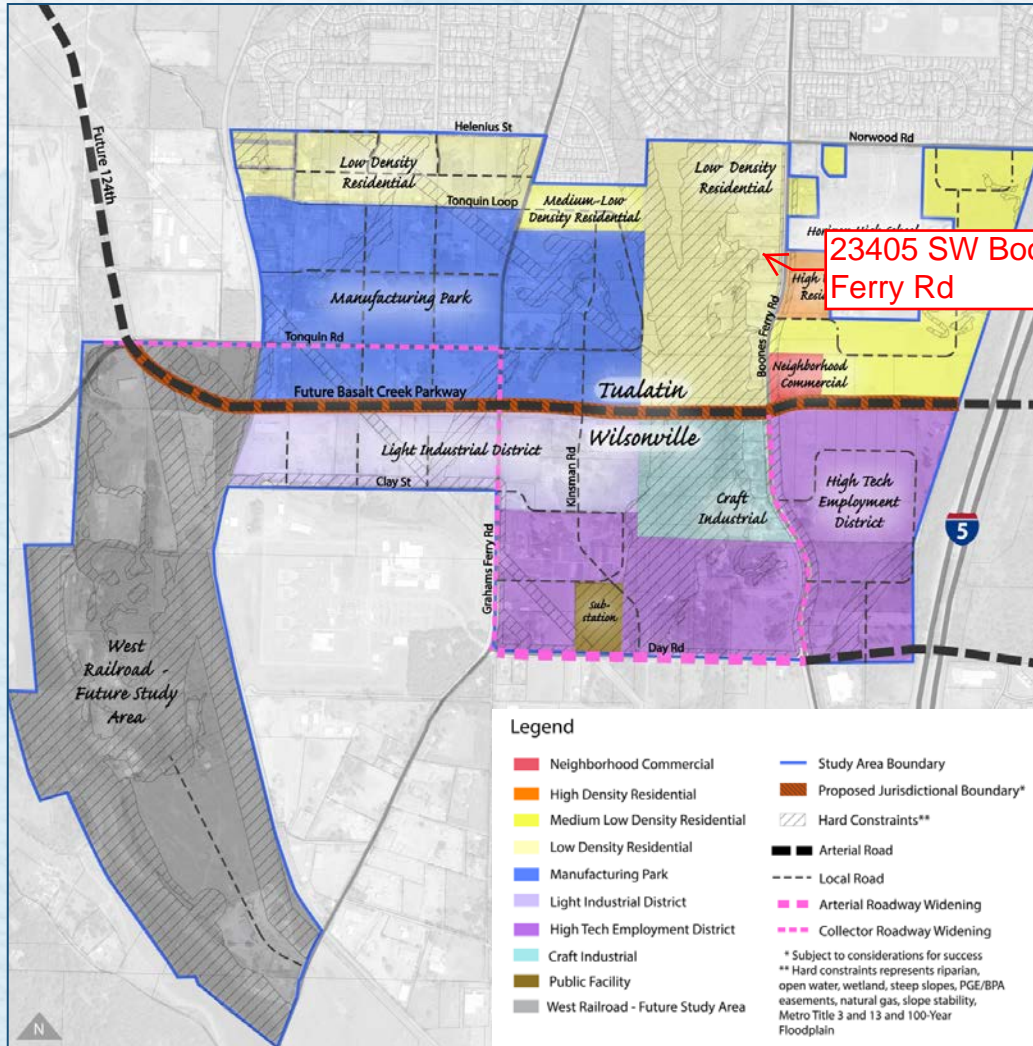 Future 124th
Helenius St
Norwood Rd
Low Density
Residential
Low Density
Residential
Tonquin Loop
Medium-Low
Density Residential
Manufacturing Park
Boones Ferry Rd
23405 SW Boo
Ferry Rd
High
Tonquin Rd
Future Basalt Creek Parkway
Neighborhood
Commercial
Tualatin
Wilsonville
Light Industrial District
Kinsman Rd
Clay St
Craft
Industrial
High Tech
Employment
District
5
Grahams Ferry Rd
Sub-
station
Day Rd
West
Railroad -
Future Study
Area
N
Legend
Neighborhood Commercial
High Density Residential
Medium Low Density Residential
Low Density Residential
Manufacturing Park
Light Industrial District
High Tech Employment District
Craft Industrial
Public Facility
West Railroad - Future Study Area
Study Area Boundary
Proposed Jurisdictional Boundary*
Hard Constraints**
Arterial Road
Local Road
Arterial Roadway Widening
Collector Roadway Widening
* Subject to considerations for success
** Hard constraints represents riparian,
open water, wetland, steep slopes, PGE/BPA
easements, natural gas, slope stability,
Metro Title 3 and 13 and 100-Year
Floodplain